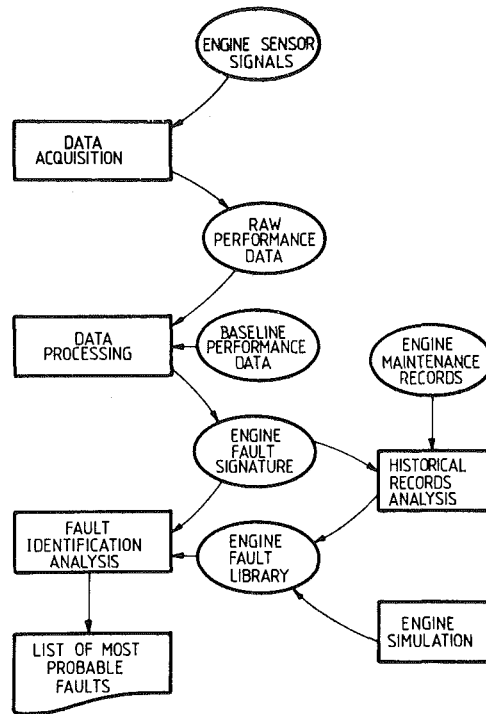 ENGINE SENSOR
SIGNALS
DATA
ACQUISITION
RAW
PERFORMANCE
DATA
DATA
PROCESSING
BASELINE
PERFORMANCE
DATA
ENGINE
MAINTENANCE
RECORDS
ENGINE
FAULT
SIGNATURE
HISTORICAL
RECORDS
ANALYSIS
FAULT
IDENTIFICATION
ANALYSIS
ENGINE
FAULT
LIBRARY
ENGINE
SIMULATION
LIST OF MOST
PROBABLE
FAULTS